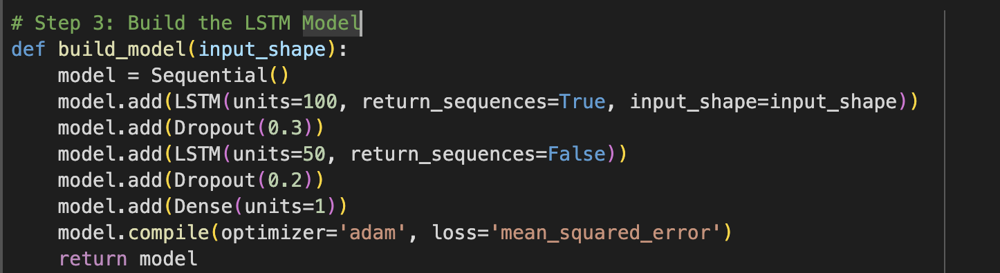 # Step 3: Build the LSTM Model
def build_model(input_shape):
    model = Sequential()
    model.add(LSTM(units=100, return_sequences=True, input_shape=input_shape))
    model.add(Dropout(0.3))
    model.add(LSTM(units=50, return_sequences=False))
    model.add(Dropout(0.2))
    model.add(Dense(units=1))
    model.compile(optimizer='adam', loss='mean_squared_error')
    return model